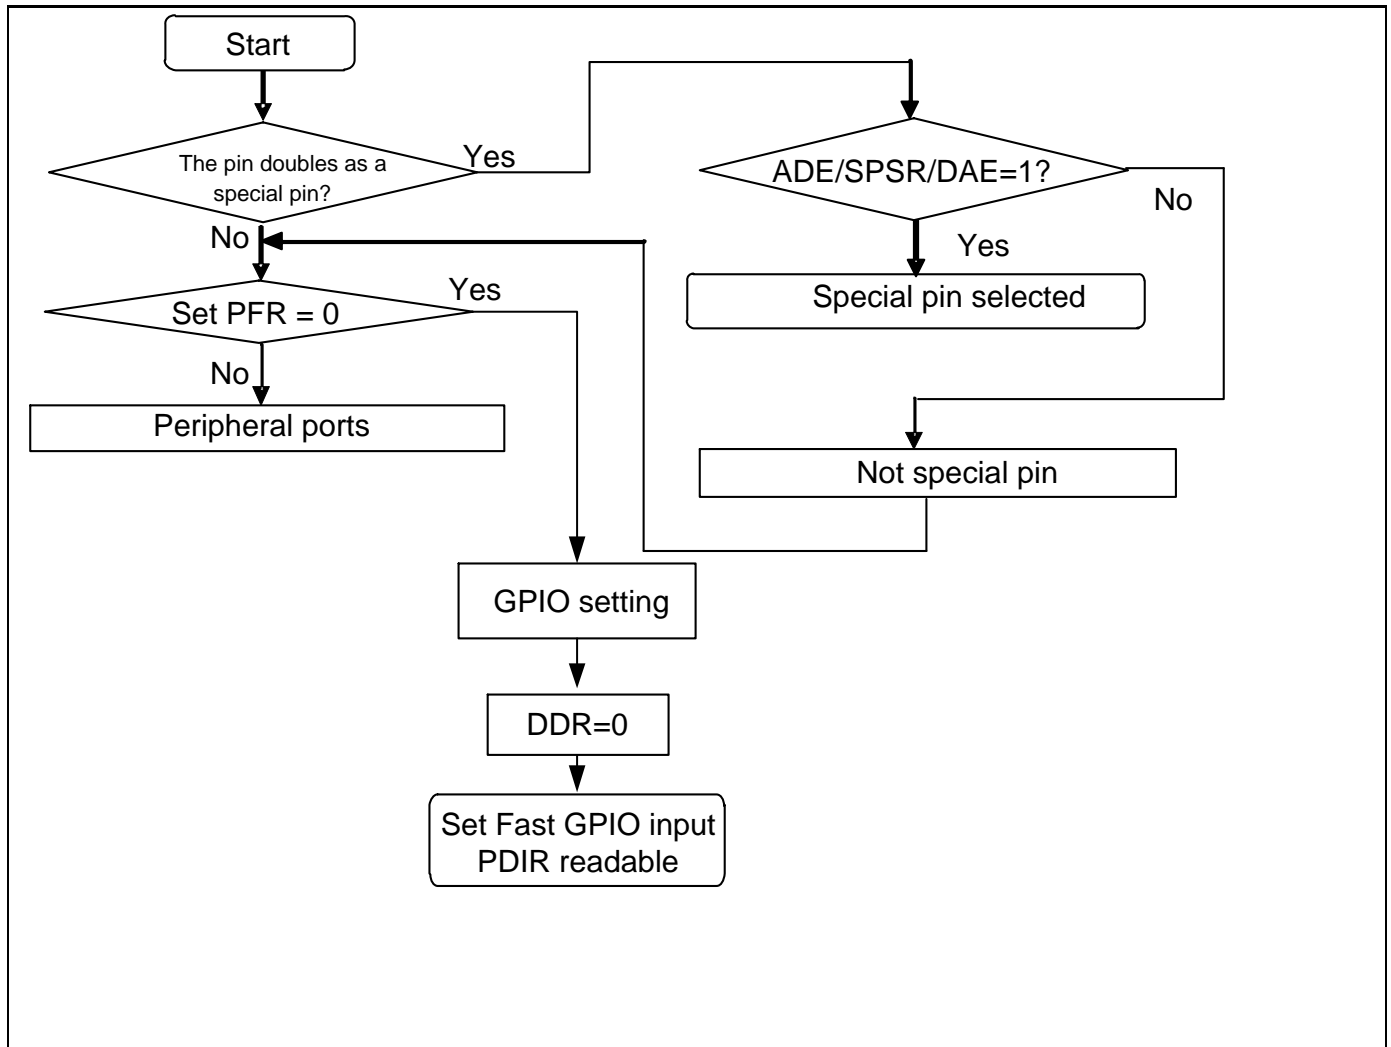 Start
The pin doubles as a
special pin?
Yes
ADE/SPSR/DAE=1?
No
No
Yes
Special pin selected
Set PFR = 0
Yes
No
Peripheral ports
Not special pin
GPIO setting
DDR=0
Set Fast GPIO input
PDIR readable